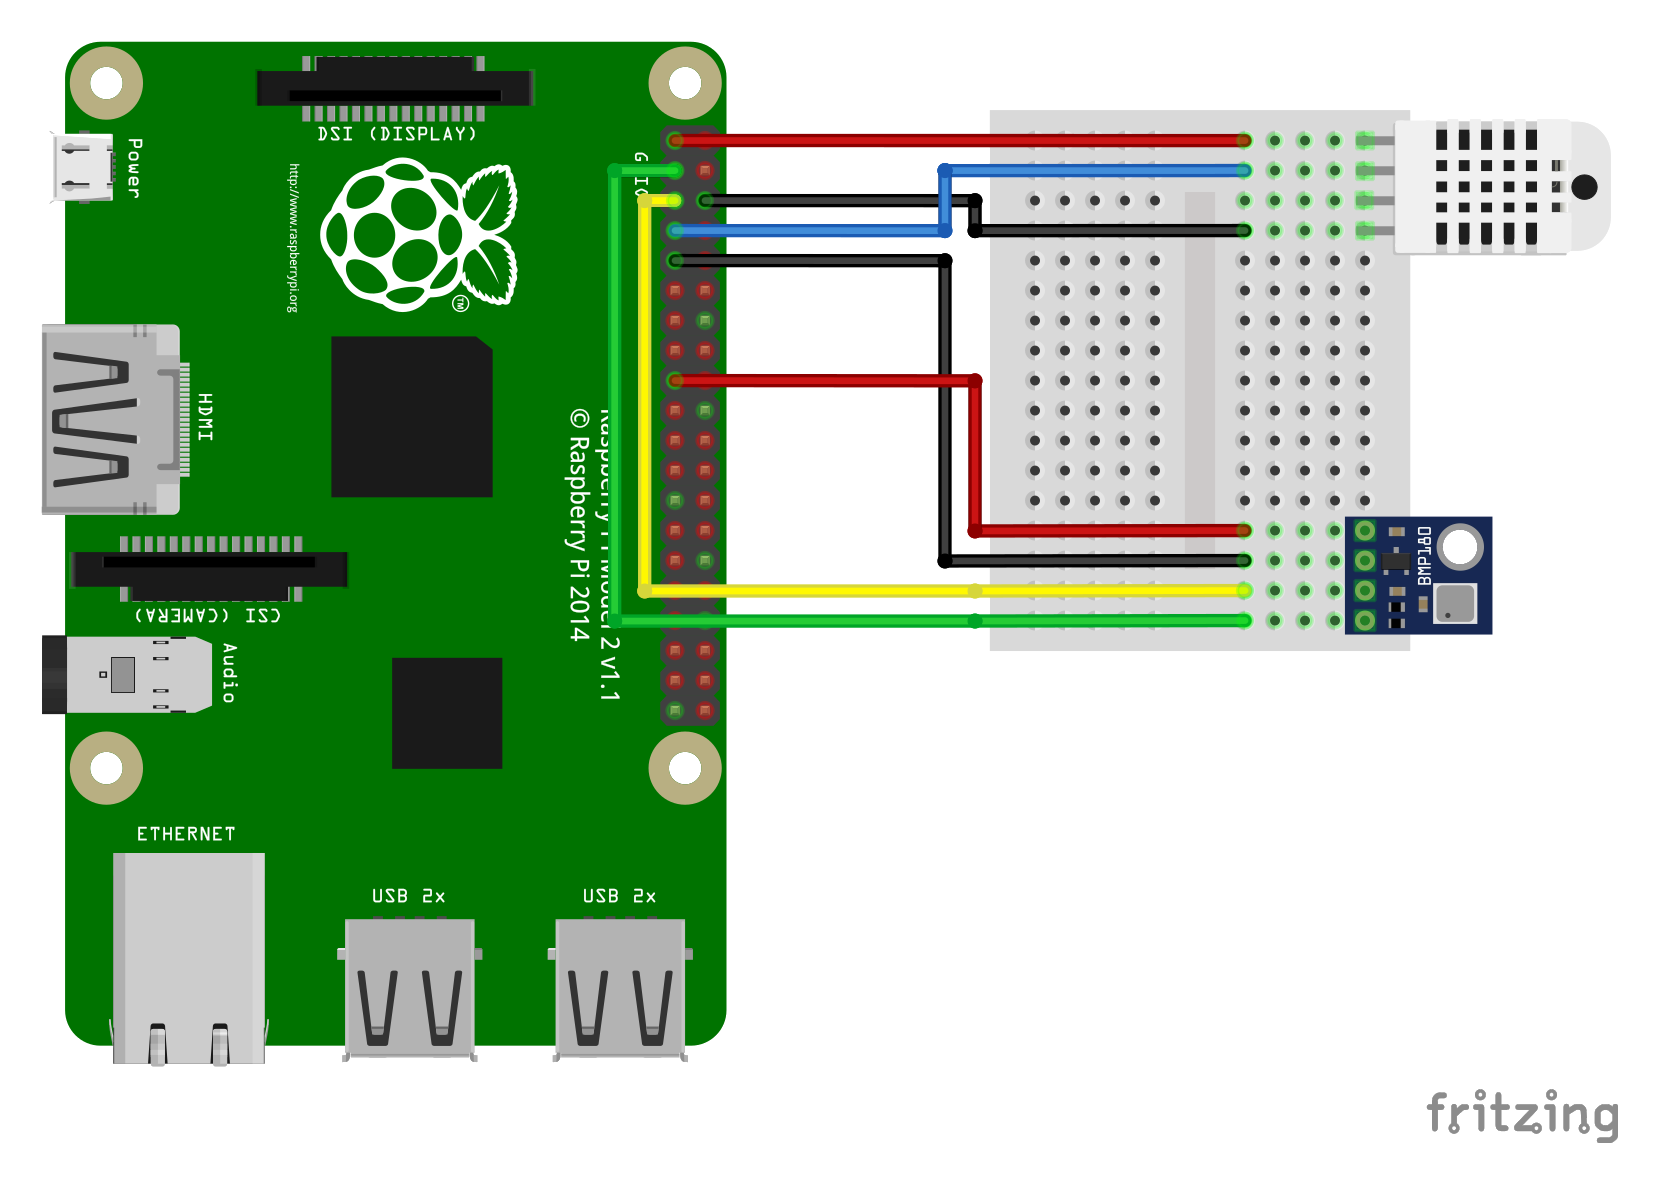 DSI (DISPLAY)
Power
http://www.raspberrypi.org
TM
HDMI
Raspberry Pi Model 2 v1.1
© Raspberry Pi 2014
CSI (CAMERA)
Audio
ETHERNET
USB 2x
USB 2x
BMP180
fritzing